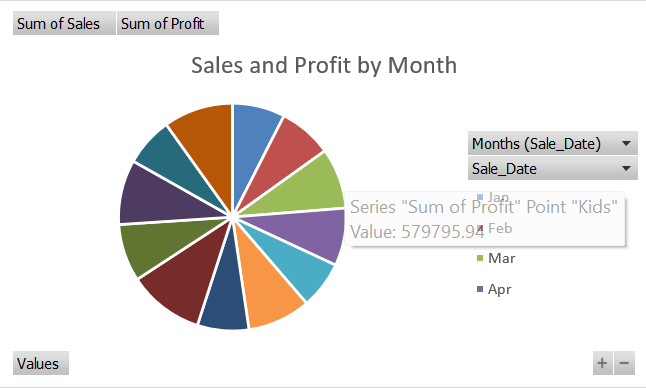 Sum of Sales Sum of Profit
Sales and Profit by Month
Months (Sale_Date)
Sale_Date
Jan
Series "Sum of Profit" Point "Kids"
Feb
Value: 579795.94
Mar
Apr
Values
+ −